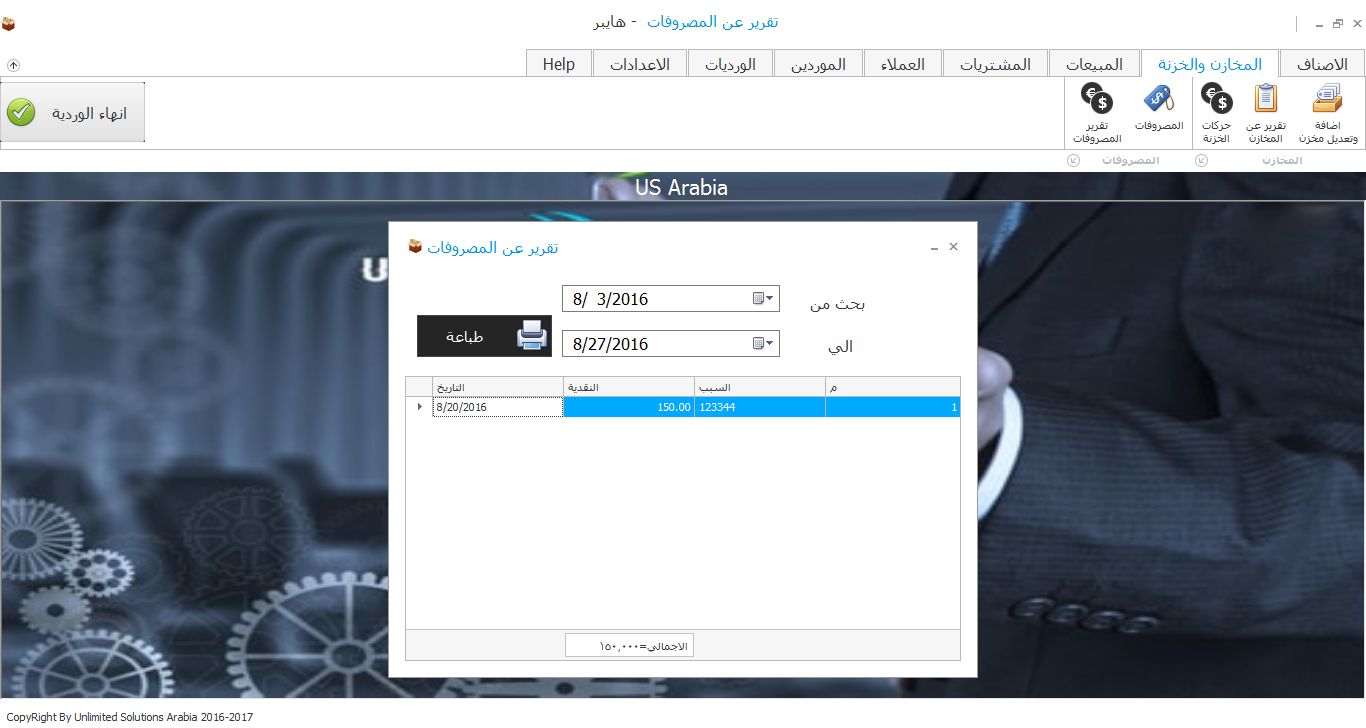 تقرير عن المصروفات - هايبر
الاصناف
المخازن والخزنة
المبيعات
المشتريات
العملاء
الموردين
الورديات
الاعدادات
Help
اضافة
وتعديل مخزن
تقرير عن
المخازن
حركات
الخزنة
المصروفات
تقرير
المصروفات
انهاء الوردية
المخازن
المصروفات
US Arabia
U
تقرير عن المصروفات
بحث من
8/ 3/2016
الي
8/27/2016
طباعة
م السبب النقدية التاريخ
1 123344 150.00 8/20/2016
الاجمالي=١٥٠,٠٠٠
CopyRight By Unlimited Solutions Arabia 2016-2017